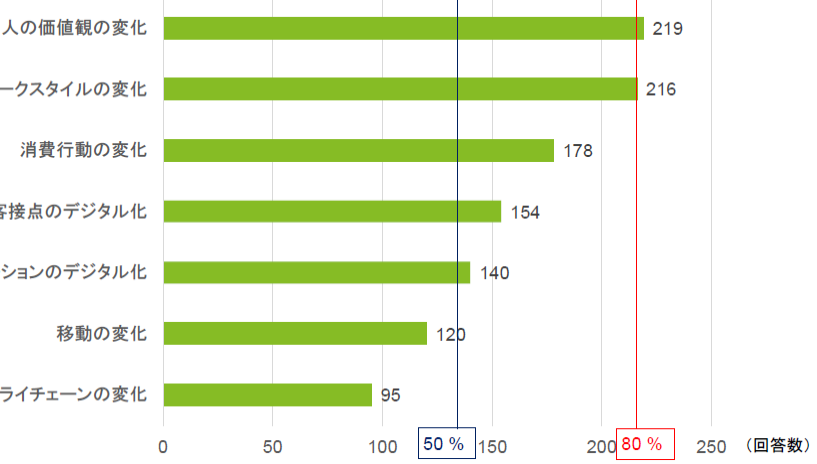 人の価値観の変化 219
ークスタイルの変化 216
消費行動の変化 178
客接点のデジタル化 154
ションのデジタル化 140
移動の変化 120
ライチェーンの変化 95
0 50 100 50 % 150 200 80 % 250 (回答数)